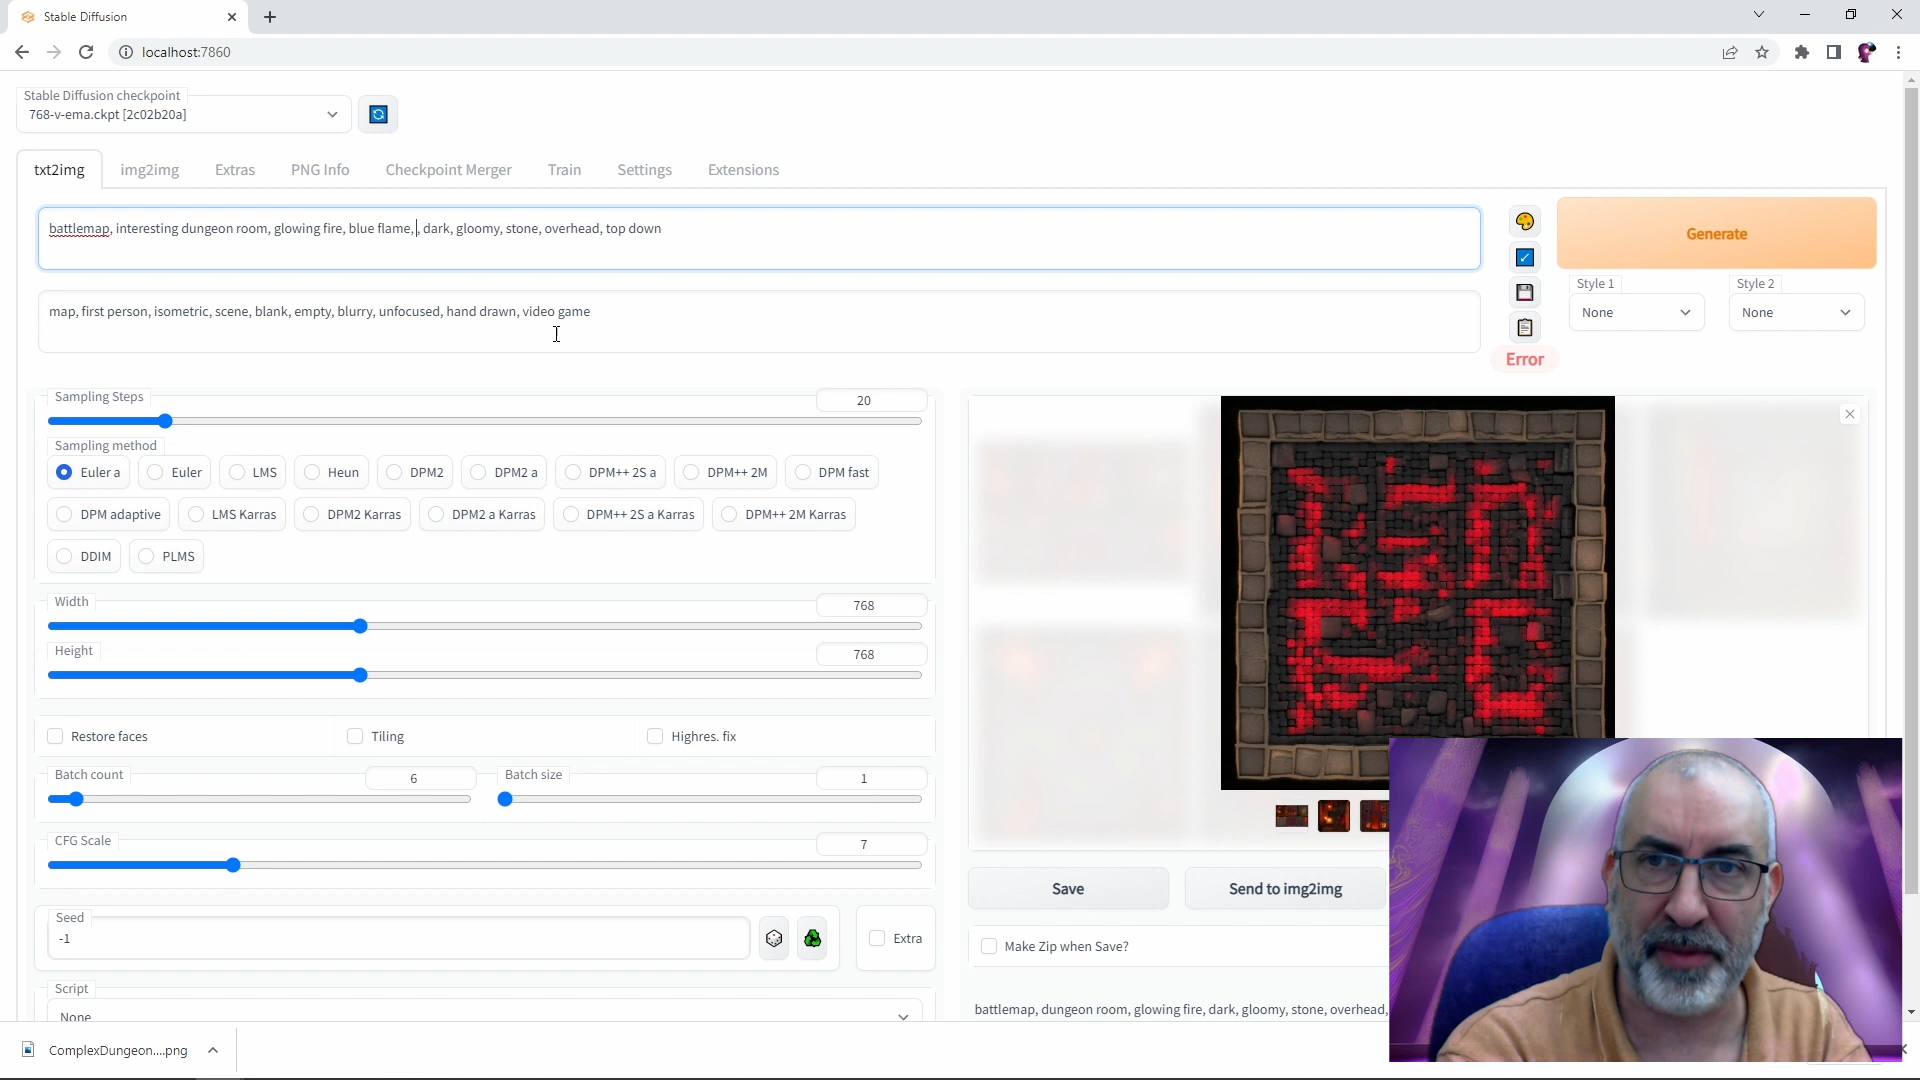 Stable Diffusion
localhost:7860
Stable Diffusion checkpoint
768-v-ema.ckpt [2c02b20a]
txt2img img2img Extras PNG Info Checkpoint Merger Train Settings Extensions
battlemap, interesting dungeon room, glowing fire, blue flame, , dark, gloomy, stone, overhead, top down
Generate
map, first person, isometric, scene, blank, empty, blurry, unfocused, hand drawn, video game
Style 1 Style 2
None None
Error
Sampling Steps 20
Sampling method
Euler a Euler LMS Heun DPM2 DPM2 a DPM++ 2S a DPM++ 2M DPM fast
DPM adaptive LMS Karras DPM2 Karras DPM2 a Karras DPM++ 2S a Karras DPM++ 2M Karras
DDIM PLMS
Width 768
Height 768
Restore faces Tiling Highres. fix
Batch count 6 Batch size 1
CFG Scale 7
Seed
-1
Extra
Script
None
Save Send to img2img
Make Zip when Save?
battlemap, dungeon room, glowing fire, dark, gloomy, stone, overhead,
ComplexDungeon....png